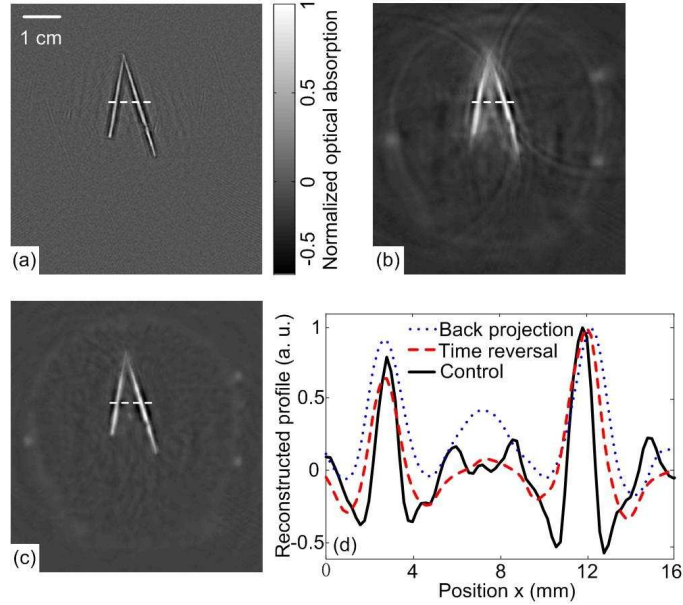 1 cm
(a)
1
0.5
0
-0.5
Normalized optical absorption
(b)
(c)
Reconstructed profile (a. u.)
1
0.5
0
-0.5
Back projection
Time reversal
Control
(d)
0 4 8 12 16
Position x (mm)